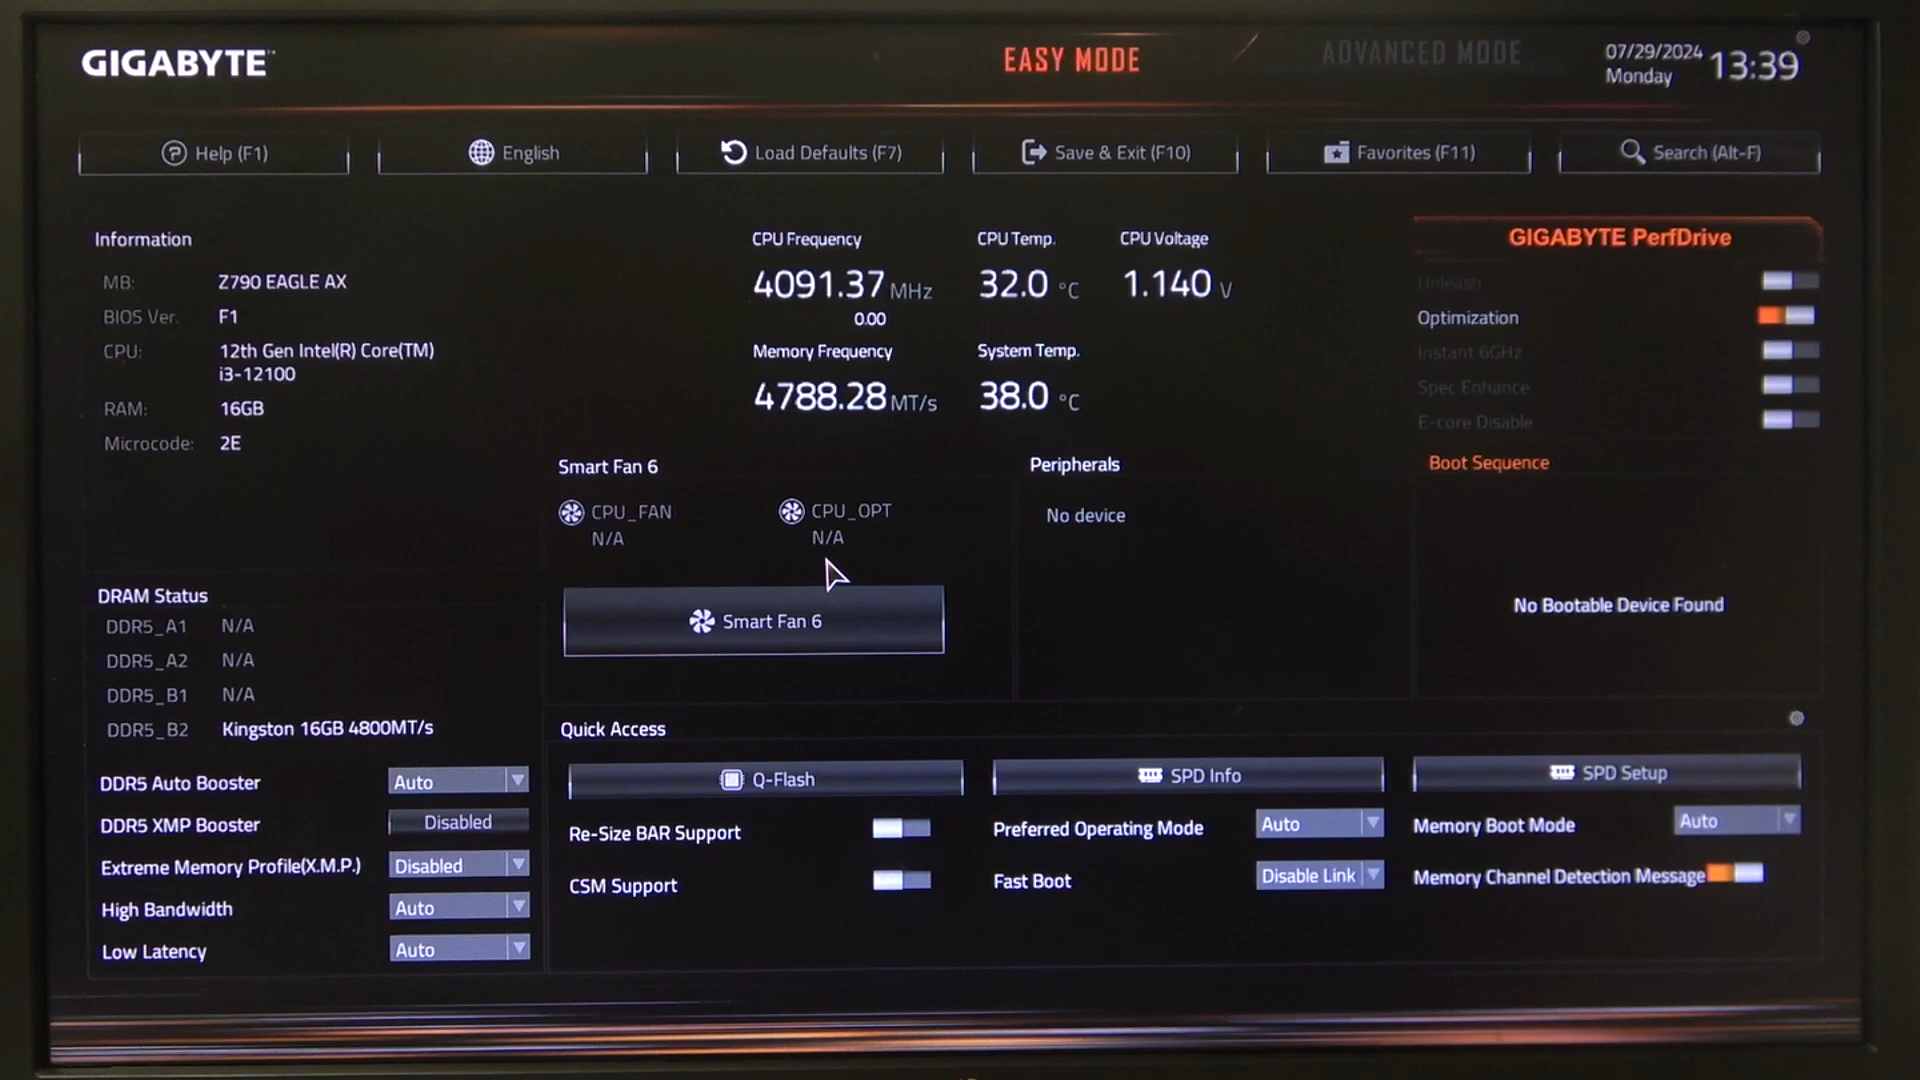 GIGABYTE™
EASY MODE
ADVANCED MODE
07/29/2024
Monday
13:39
Help (F1)
English
Load Defaults (F7)
Save & Exit (F10)
Favorites (F11)
Search (Alt-F)
Information
MB: Z790 EAGLE AX
BIOS Ver. F1
CPU: 12th Gen Intel(R) Core(TM)
i3-12100
RAM: 16GB
Microcode: 2E
CPU Frequency
4091.37 MHz
0.00
CPU Temp.
32.0 °C
CPU Voltage
1.140 V
Memory Frequency
4788.28 MT/s
System Temp.
38.0 °C
GIGABYTE PerfDrive
Unleash
Optimization
Instant 6GHz
Spec Enhance
E-core Disable
Smart Fan 6
CPU_FAN
N/A
CPU_OPT
N/A
Smart Fan 6
Peripherals
No device
Boot Sequence
No Bootable Device Found
DRAM Status
DDR5_A1 N/A
DDR5_A2 N/A
DDR5_B1 N/A
DDR5_B2 Kingston 16GB 4800MT/s
DDR5 Auto Booster Auto
DDR5 XMP Booster Disabled
Extreme Memory Profile(X.M.P.) Disabled
High Bandwidth Auto
Low Latency Auto
Quick Access
Q-Flash
SPD Info
SPD Setup
Re-Size BAR Support
Preferred Operating Mode Auto
Memory Boot Mode Auto
CSM Support
Fast Boot Disable Link
Memory Channel Detection Message